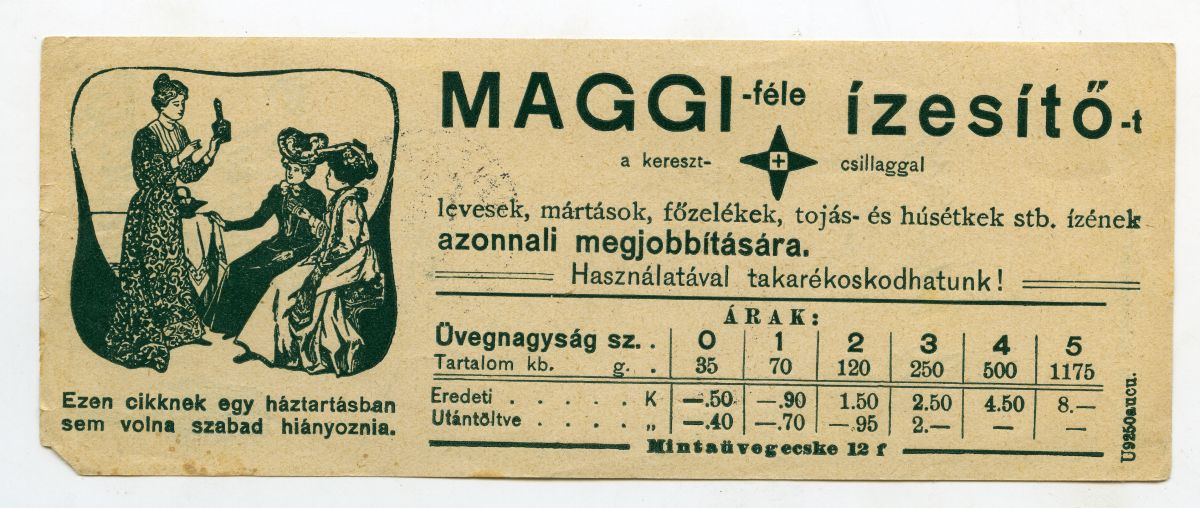 MAGGI-féle ízesítő-t
a kereszt- csillaggal
levesek, mártások, főzelékek, tojás- és húsétkek stb. ízének
azonnali megjobbítására.
Használatával takarékoskodhatunk!
ÁRAK:
Üvegnagyság sz. . 0 1 2 3 4 5
Tartalom kb. g. . 35 70 120 250 500 1175
Eredeti . . . . . K —.50 —.90 1.50 2.50 4.50 8.—
Utántöltve . . . . „ —.40 —.70 —.95 2.— — —
Mintaüvegecske 12 f
Ezen cikknek egy háztartásban
sem volna szabad hiányoznia.